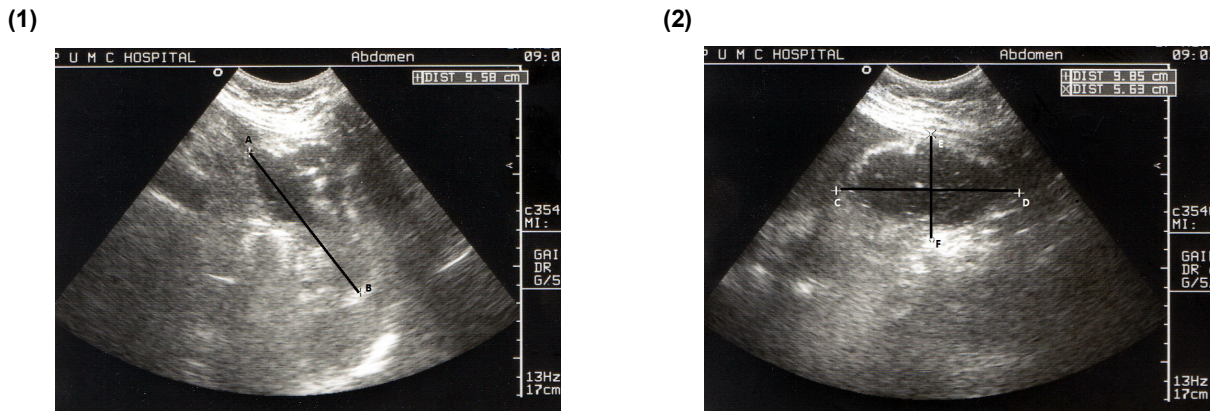 (1)
(2)
P U M C HOSPITAL
Abdomen
09:0
DIST 9.58 cm
A
B
c354
MI:
GAI
DR
G/5
13Hz
17cm
P U M C HOSPITAL
Abdomen
09:0
DIST 9.85 cm
DIST 5.63 cm
E
C
D
F
c354
MI:
GAI
DR
G/5
13Hz
17cm